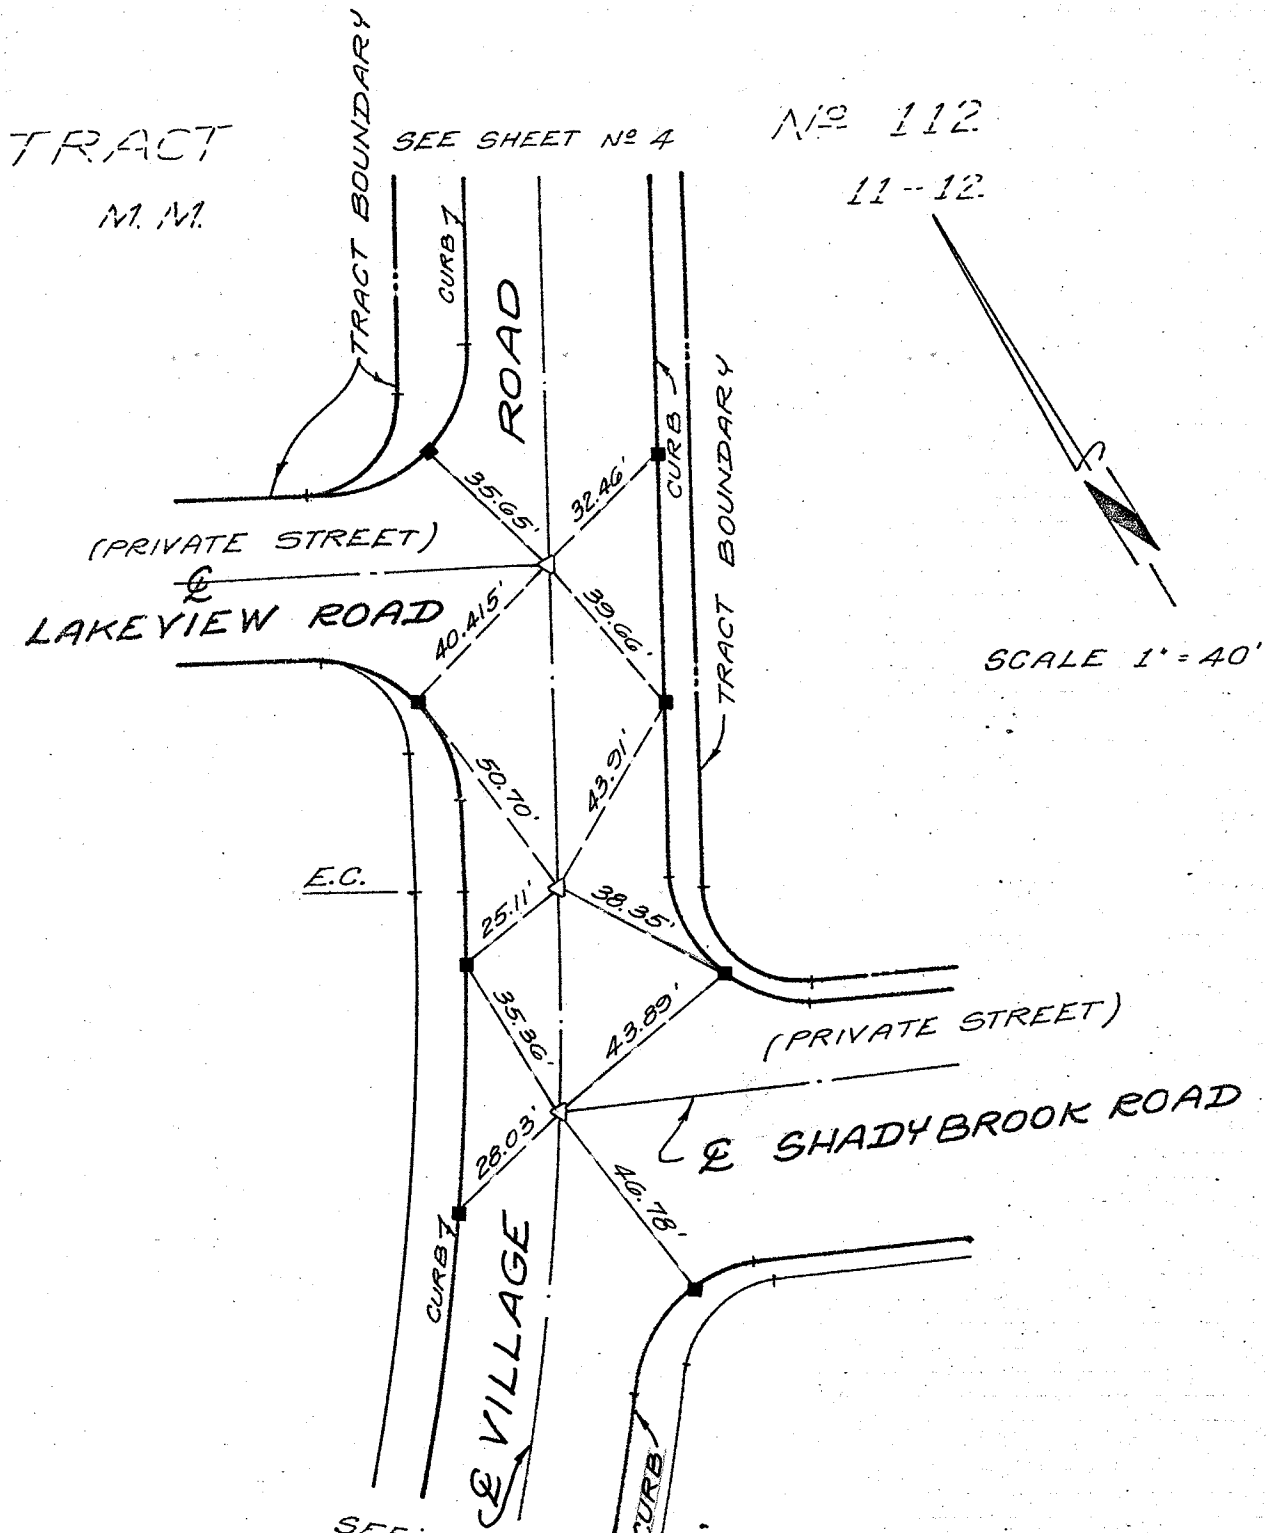 TRACT
M.M.
TRACT BOUNDARY
SEE SHEET Nº 4
Nº 112
11--12
CURB
ROAD
CURB
TRACT BOUNDARY
35.65'
32.46'
(PRIVATE STREET)
℄
LAKEVIEW ROAD
40.415'
39.66'
SCALE 1" = 40'
50.70'
43.91'
E.C.
25.11'
38.35'
35.36'
43.89'
(PRIVATE STREET)
℄ SHADYBROOK ROAD
28.03'
46.78'
CURB
℄ VILLAGE
CURB
SEE